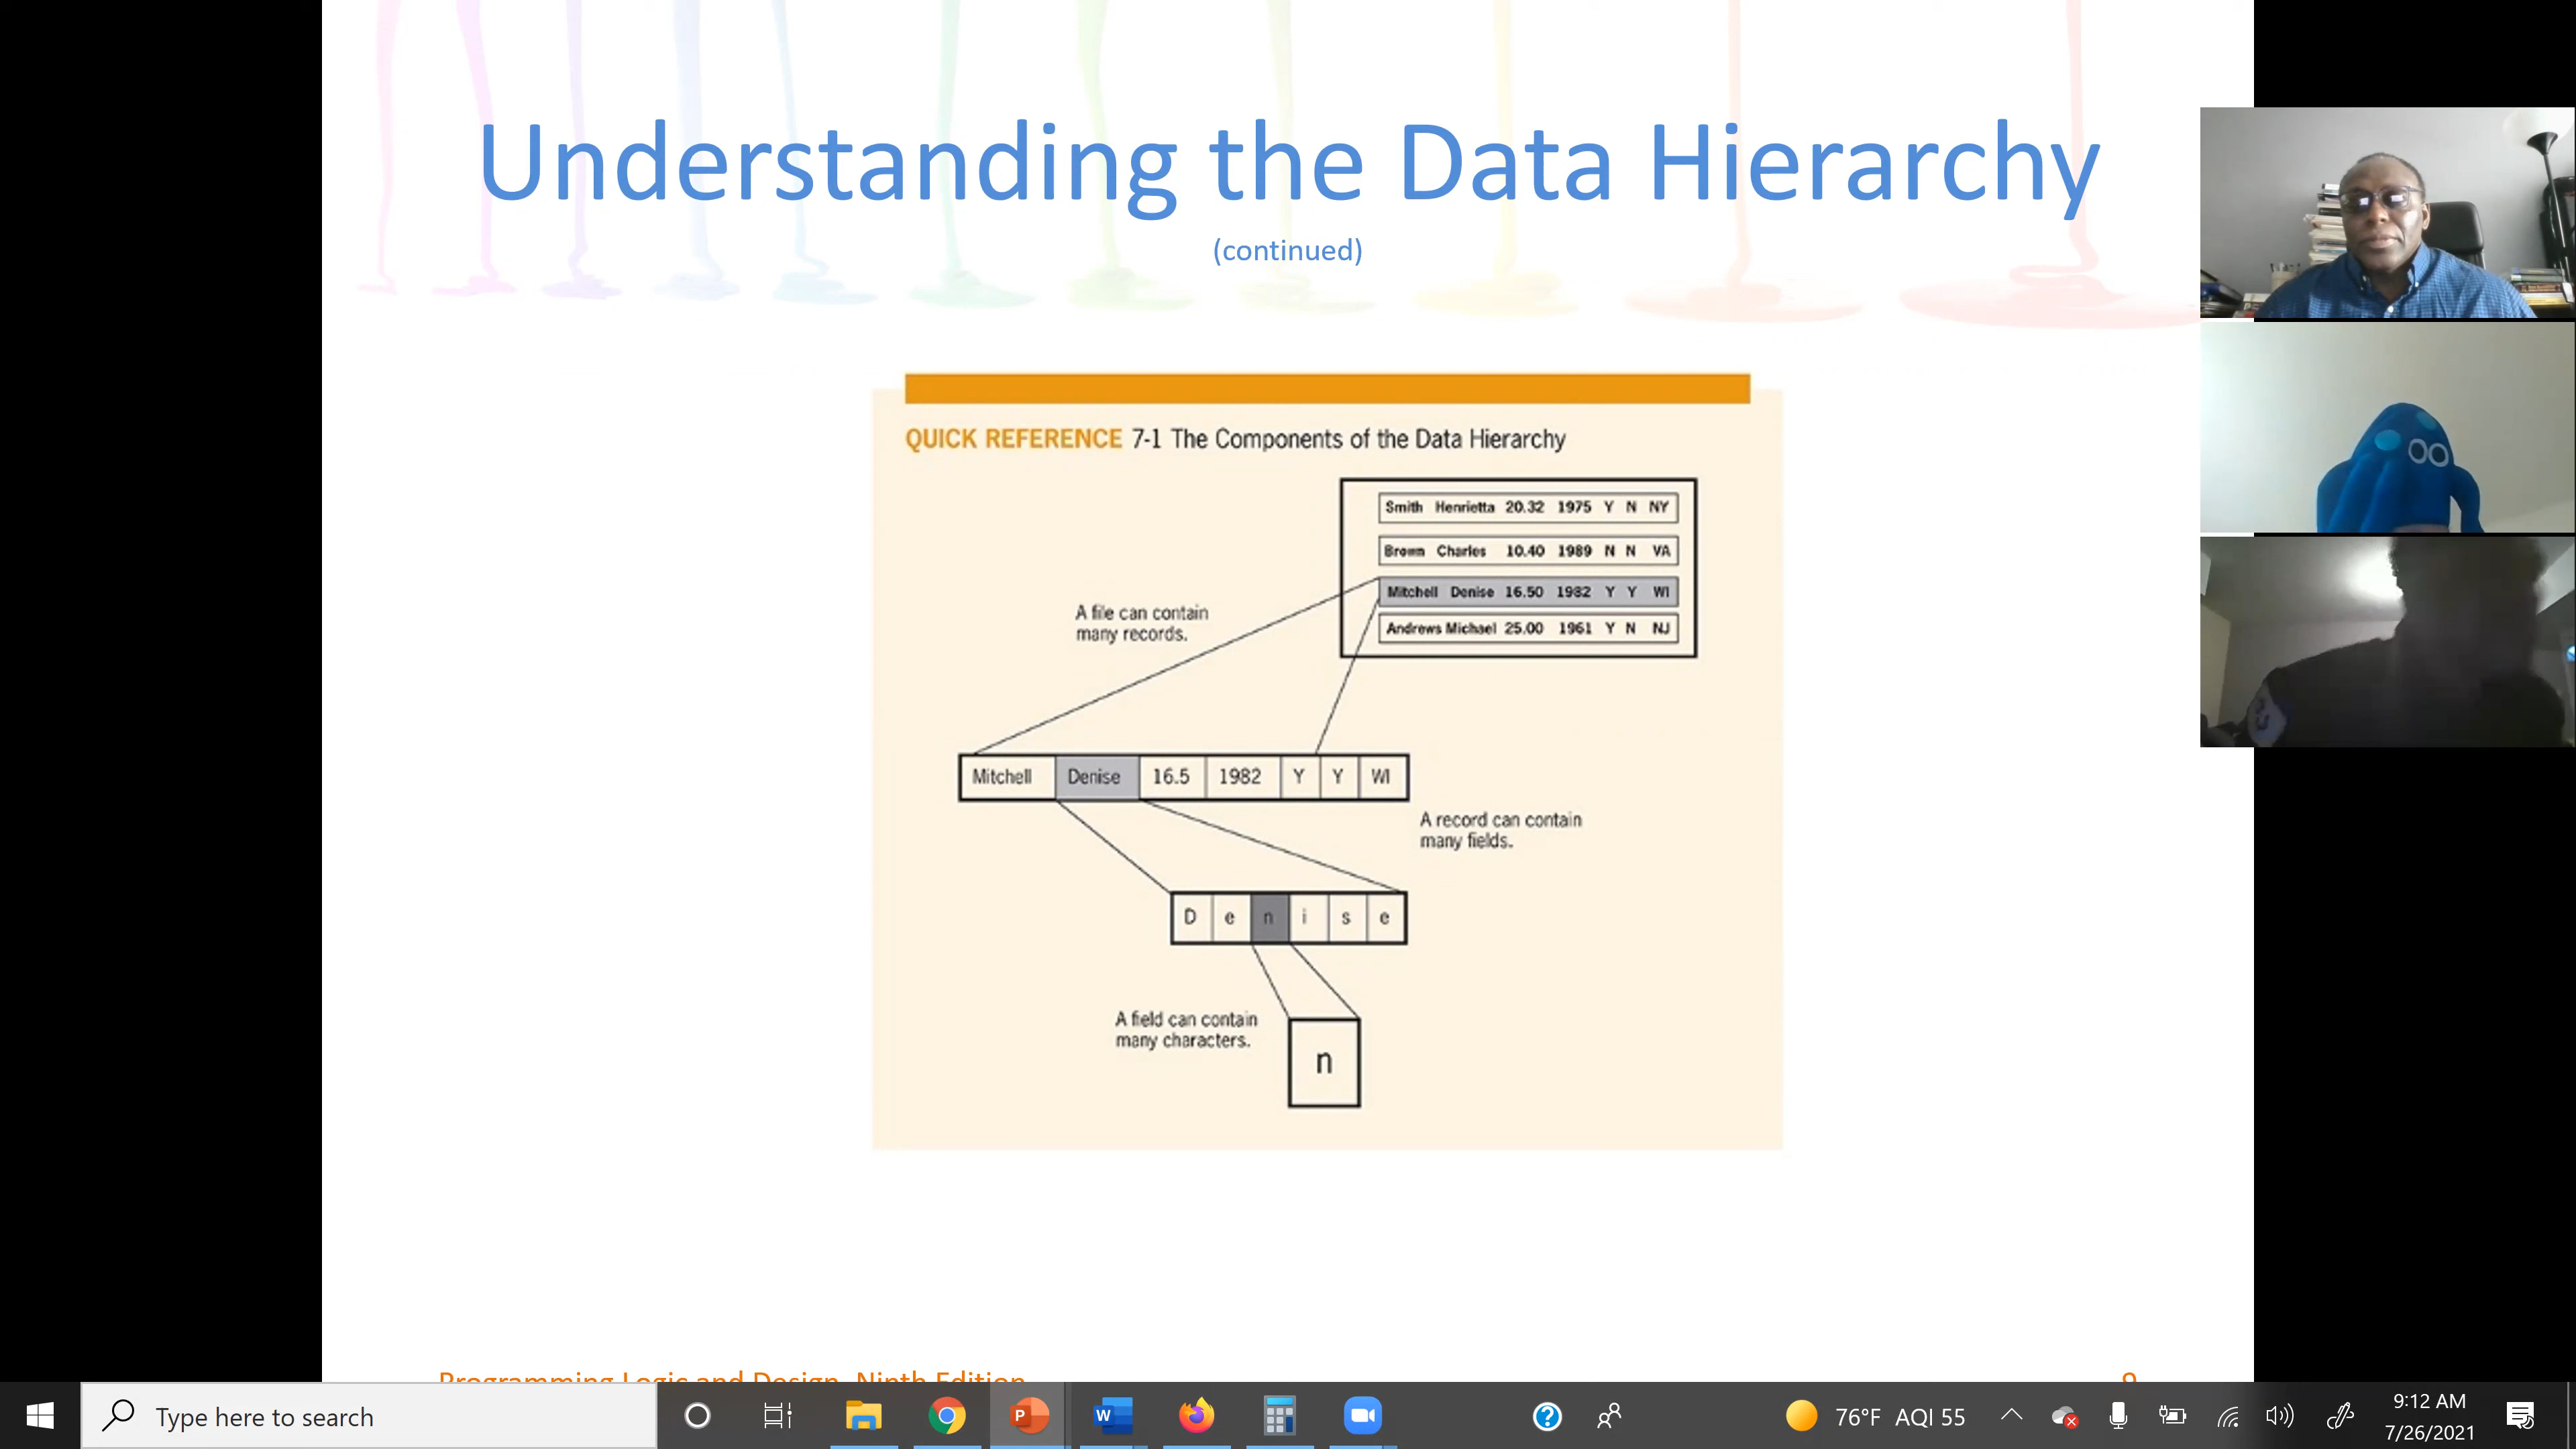 Understanding the Data Hierarchy
(continued)
QUICK REFERENCE 7-1 The Components of the Data Hierarchy
Smith Henrietta 20.32 1975 Y N NY
Brown Charles 10.40 1989 N N VA
Mitchell Denise 16.50 1982 Y Y WI
Andrews Michael 25.00 1961 Y N NJ
A file can contain
many records.
Mitchell Denise 16.5 1982 Y Y WI
A record can contain
many fields.
D e n i s e
A field can contain
many characters.
n
Programming Logic and Design, Ninth Edition
9
Type here to search
76°F AQI 55
9:12 AM
7/26/2021